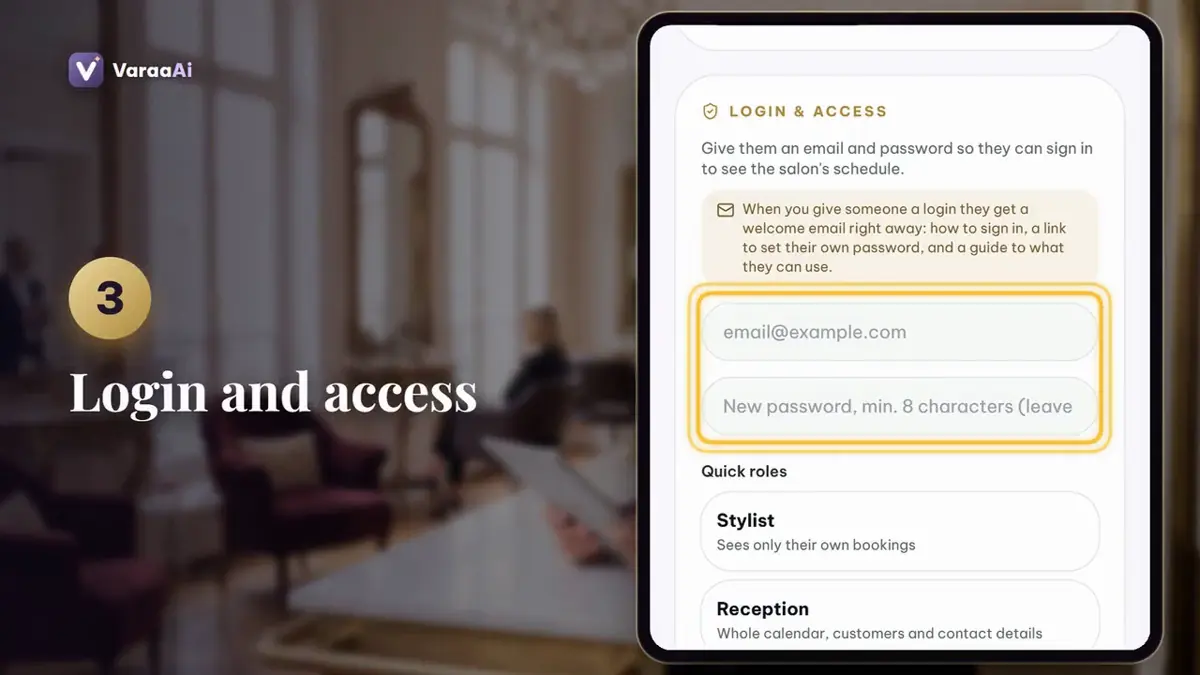 VaraaAi
3
Login and access
LOGIN & ACCESS
Give them an email and password so they can sign in
to see the salon's schedule.
When you give someone a login they get a
welcome email right away: how to sign in, a link
to set their own password, and a guide to what
they can use.
email@example.com
New password, min. 8 characters (leave
Quick roles
Stylist
Sees only their own bookings
Reception
Whole calendar, customers and contact details